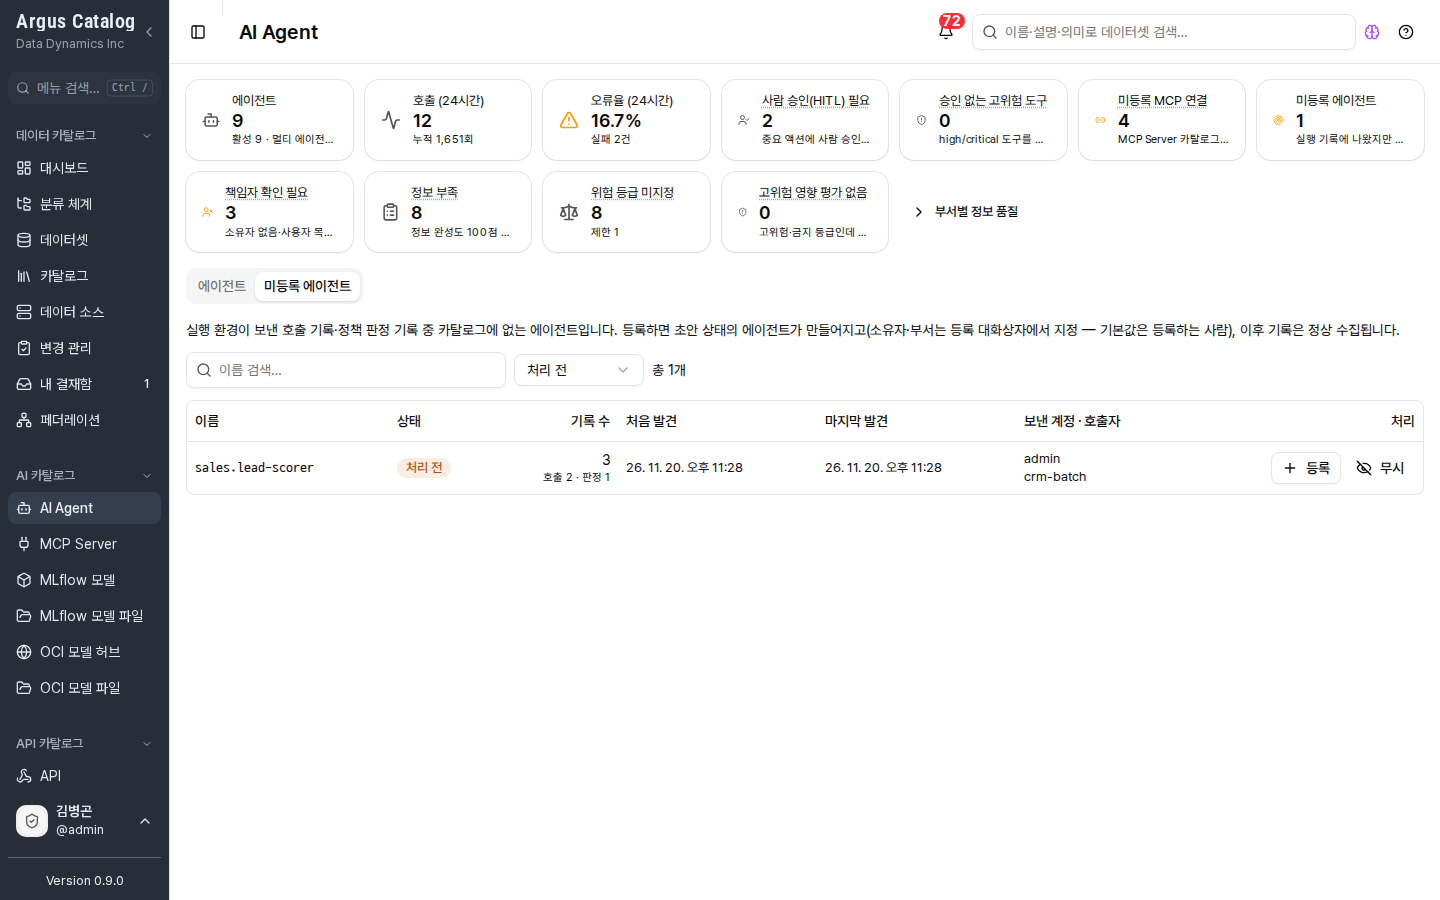 Argus Catalog
Data Dynamics Inc
메뉴 검색... Ctrl /
데이터 카탈로그
대시보드
분류 체계
데이터셋
카탈로그
데이터 소스
변경 관리
내 결재함 1
페더레이션
AI 카탈로그
AI Agent
MCP Server
MLflow 모델
MLflow 모델 파일
OCI 모델 허브
OCI 모델 파일
API 카탈로그
API
김병곤
@admin
Version 0.9.0
AI Agent
72
이름·설명·의미로 데이터셋 검색...
에이전트
9
활성 9 · 멀티 에이전...
호출 (24시간)
12
누적 1,651회
오류율 (24시간)
16.7%
실패 2건
사람 승인(HITL) 필요
2
중요 액션에 사람 승인...
승인 없는 고위험 도구
0
high/critical 도구를 ...
미등록 MCP 연결
4
MCP Server 카탈로그...
미등록 에이전트
1
실행 기록에 나왔지만 ...
책임자 확인 필요
3
소유자 없음·사용자 목...
정보 부족
8
정보 완성도 100점 ...
위험 등급 미지정
8
제한 1
고위험 영향 평가 없음
0
고위험·금지 등급인데 ...
부서별 정보 품질
에이전트 미등록 에이전트
실행 환경이 보낸 호출 기록·정책 판정 기록 중 카탈로그에 없는 에이전트입니다. 등록하면 초안 상태의 에이전트가 만들어지고(소유자·부서는 등록 대화상자에서 지정 — 기본값은 등록하는 사람), 이후 기록은 정상 수집됩니다.
이름 검색... 처리 전 총 1개
이름 상태 기록 수 처음 발견 마지막 발견 보낸 계정 · 호출자 처리
sales.lead-scorer 처리 전 3 26. 11. 20. 오후 11:28 26. 11. 20. 오후 11:28 admin 등록 무시
호출 2 · 판정 1 crm-batch